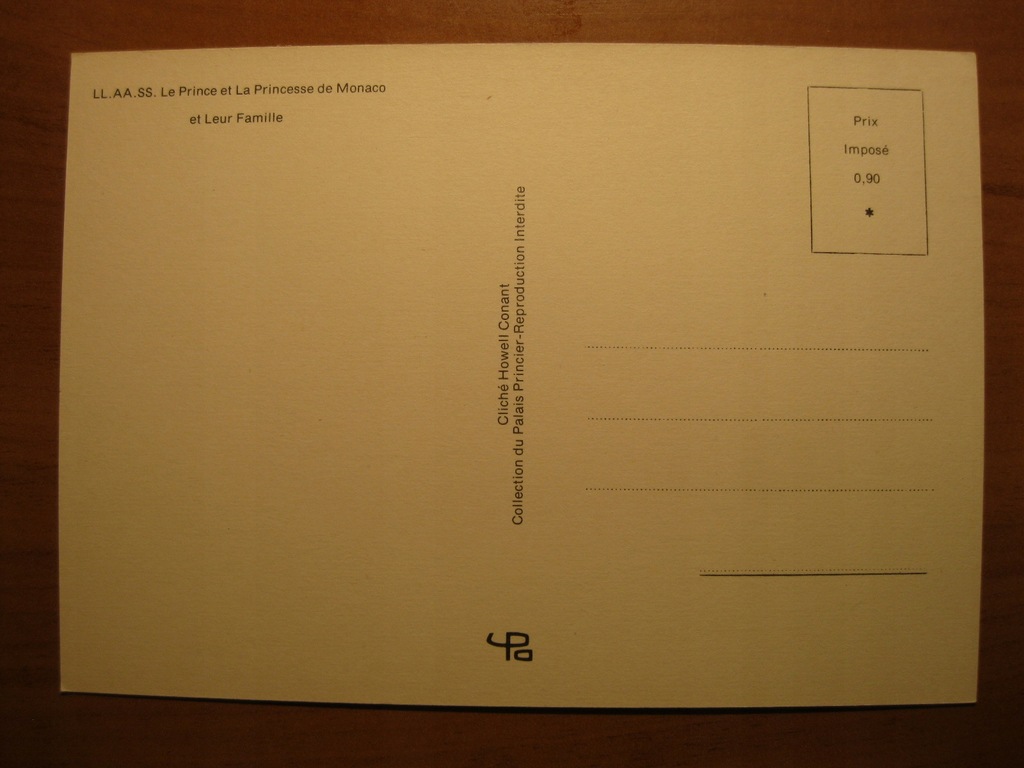 LL.AA.SS. Le Prince et La Princesse de Monaco
et Leur Famille
Prix
Imposé
0,90
*
Cliché Howell Conant
Collection du Palais Princier-Reproduction Interdite